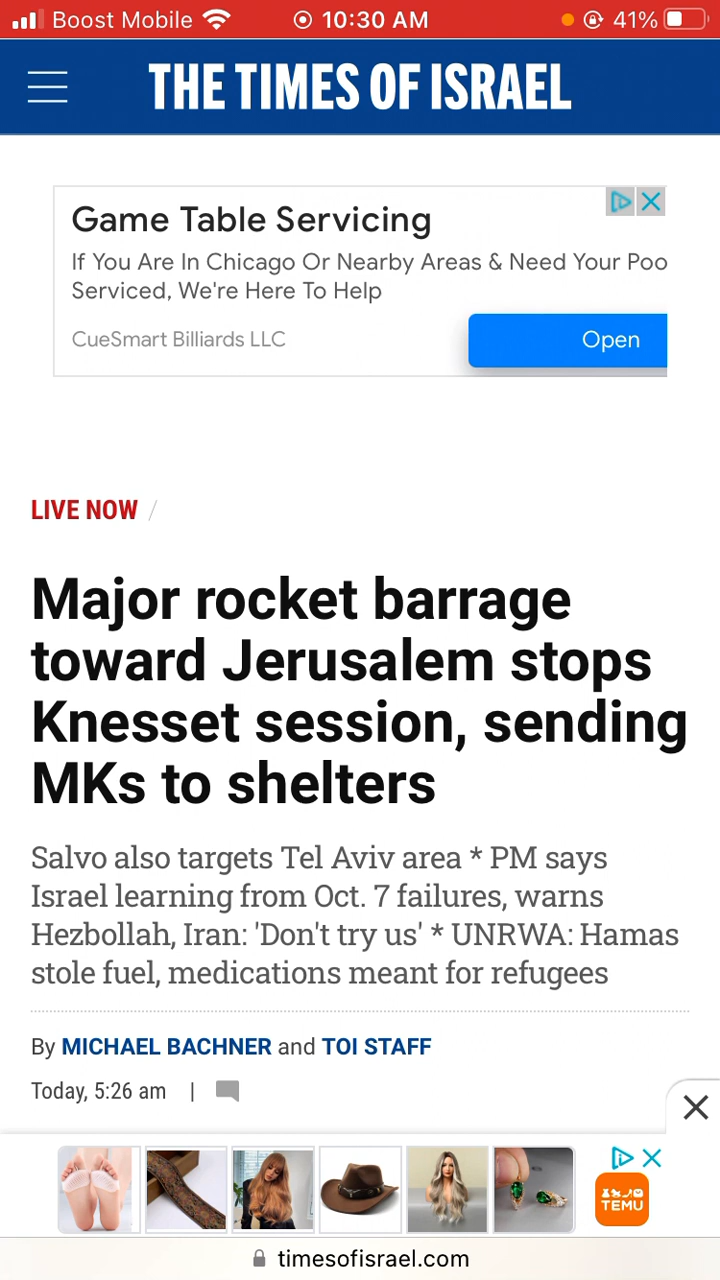 Boost Mobile 10:30 AM 41%
THE TIMES OF ISRAEL
Game Table Servicing
If You Are In Chicago Or Nearby Areas & Need Your Poo
Serviced, We're Here To Help
CueSmart Billiards LLC
Open
LIVE NOW /
Major rocket barrage
toward Jerusalem stops
Knesset session, sending
MKs to shelters
Salvo also targets Tel Aviv area * PM says
Israel learning from Oct. 7 failures, warns
Hezbollah, Iran: 'Don't try us' * UNRWA: Hamas
stole fuel, medications meant for refugees
By MICHAEL BACHNER and TOI STAFF
Today, 5:26 am |
TEMU
timesofisrael.com